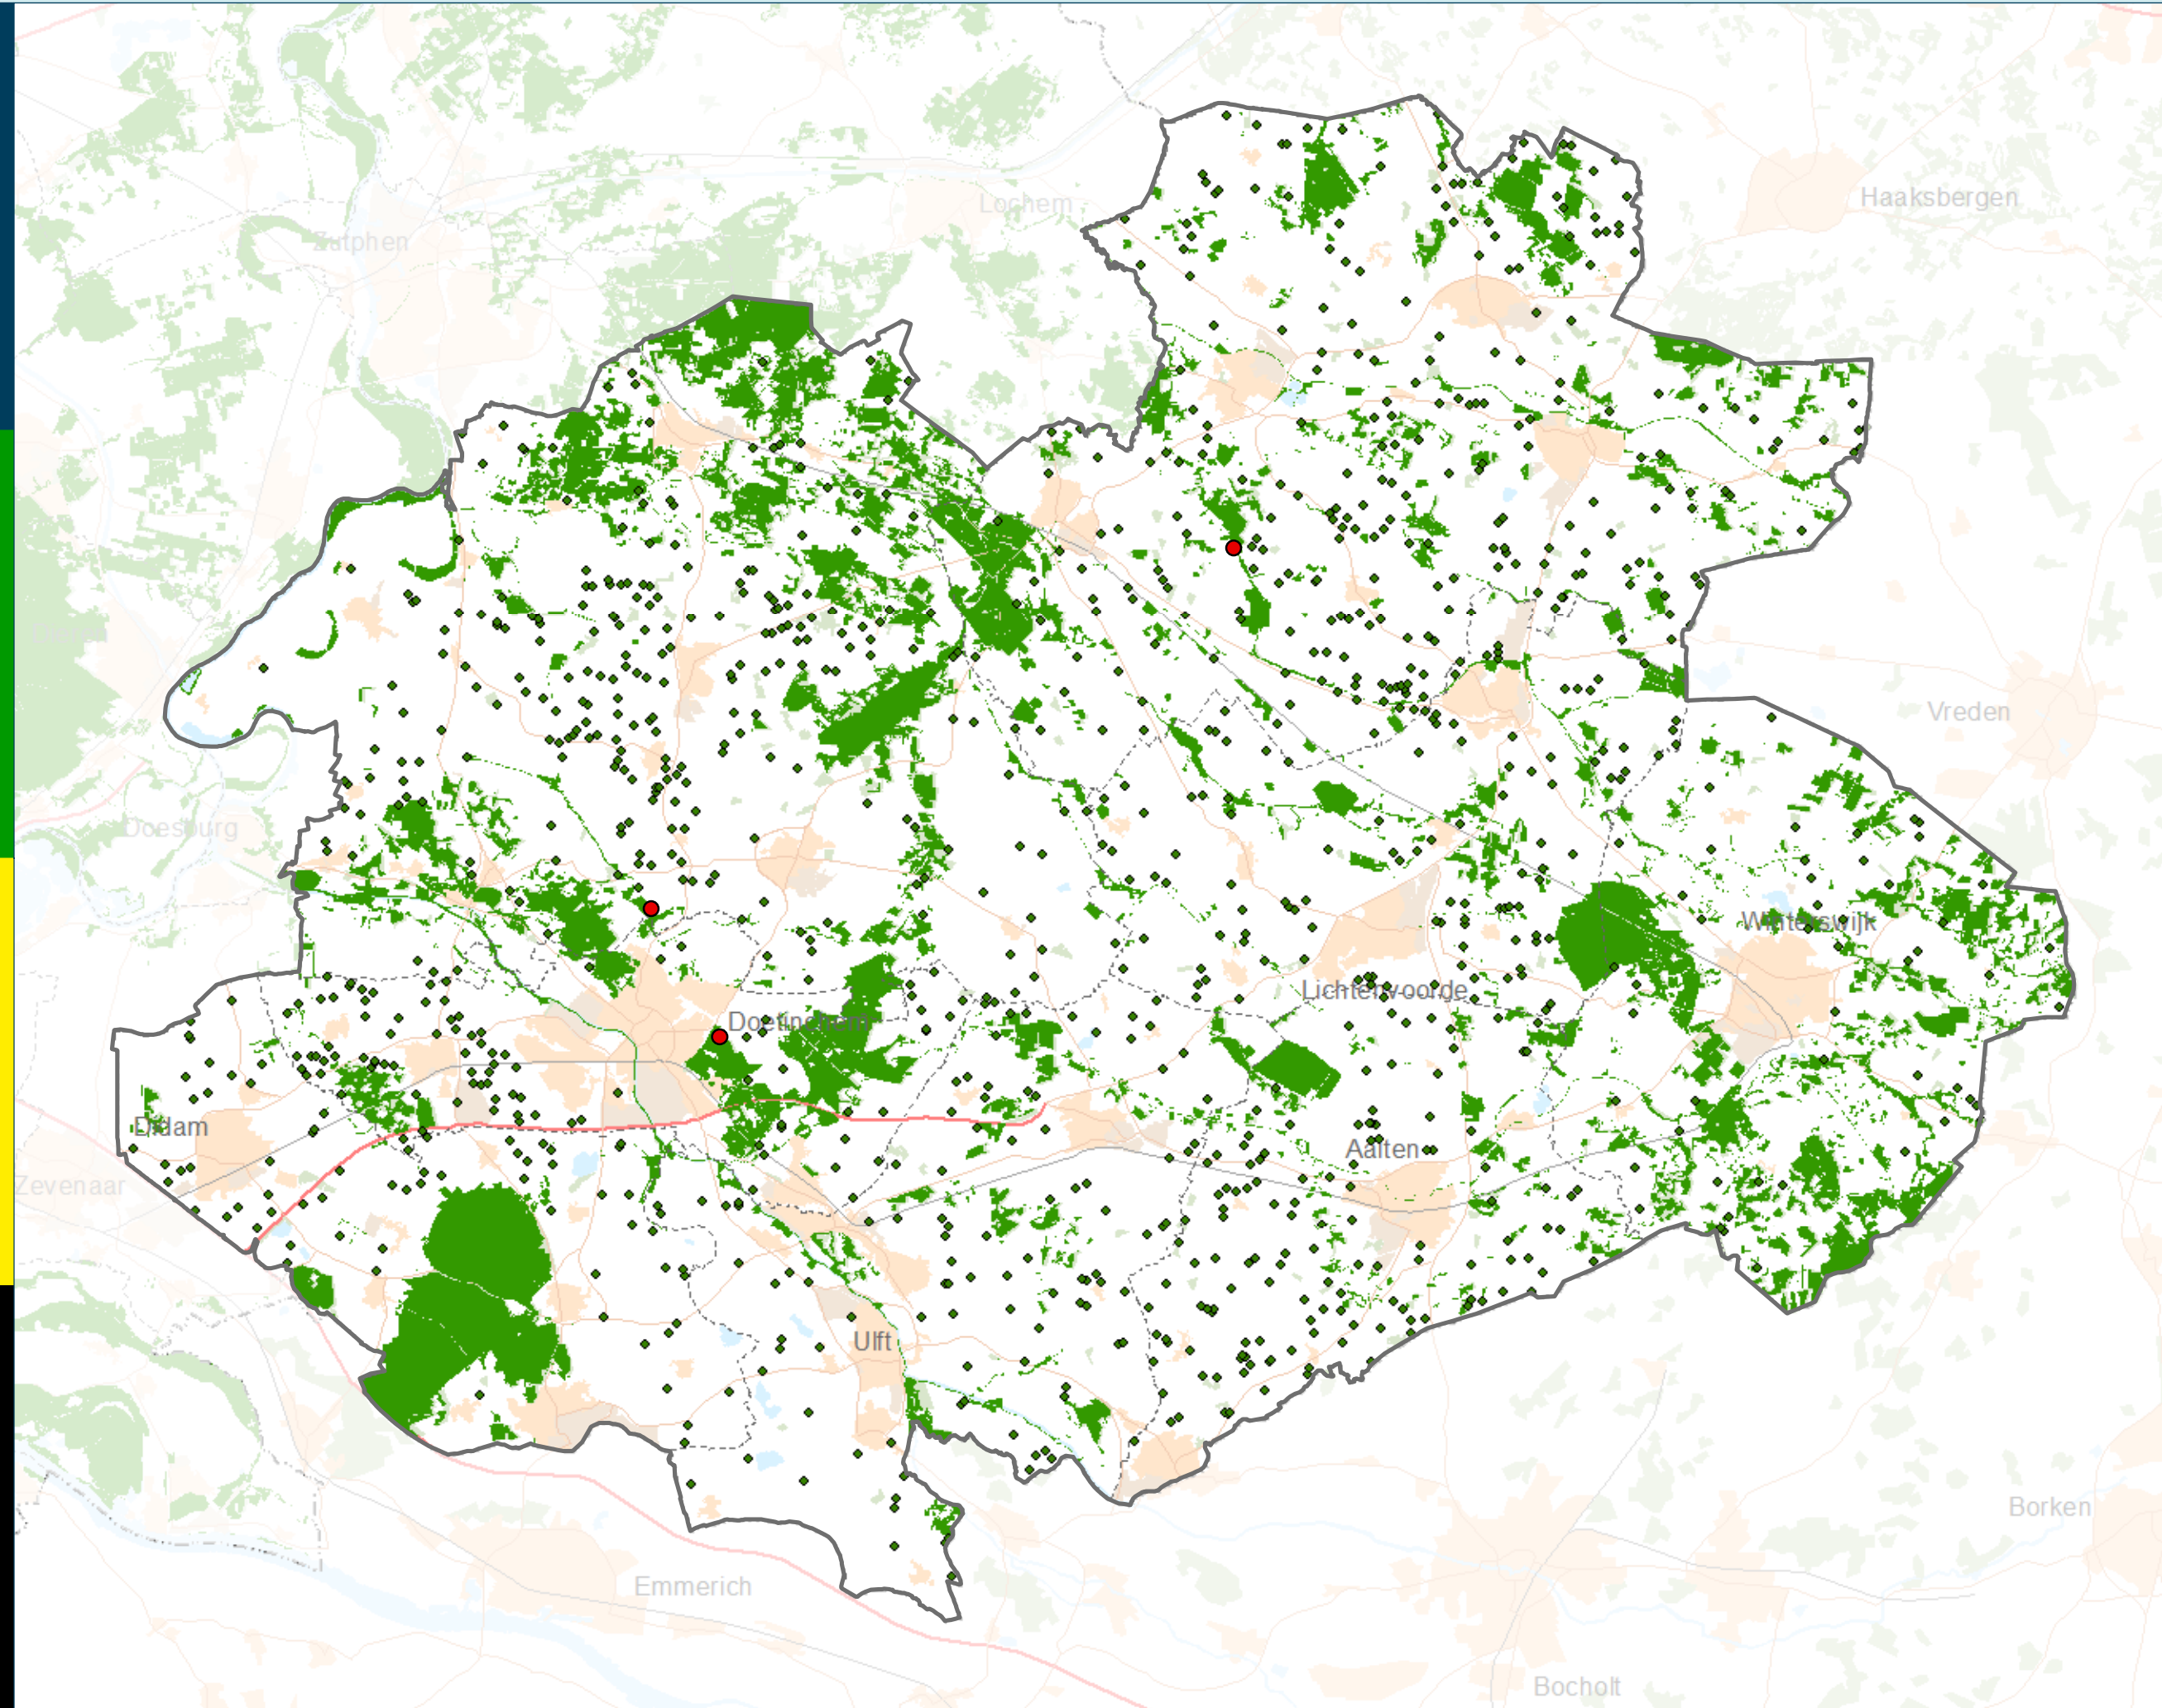 Haaksbergen
Lochem
Zutphen
Vreden
Doesburg
Winterswijk
Lichtenvoorde
Doetinchem
Didam
Aalten
Zevenaar
Ulft
Borken
Emmerich
Bocholt